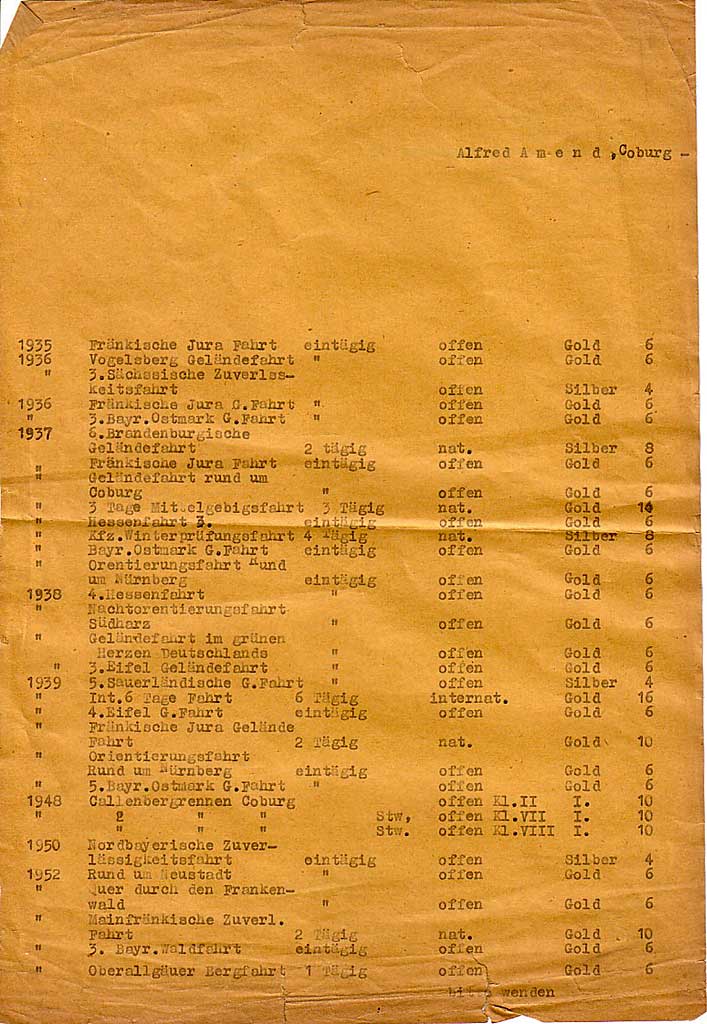 Alfred A m e n d , Coburg -
1935 Fränkische Jura Fahrt eintägig offen Gold 6
1936 Vogelsberg Geländefahrt " offen Gold 6
" 3.Sächsische Zuverlss-
keitsfahrt offen Silber 4
1936 Fränkische Jura G.Fahrt " offen Gold 6
" 3.Bayr.Ostmark G.Fahrt " offen Gold 6
1937 6.Brandenburgische
Geländefahrt 2 tägig nat. Silber 8
" Fränkische Jura Fahrt eintägig offen Gold 6
" Geländefahrt rund um
Coburg " offen Gold 6
" 3 Tage Mittelgebigsfahrt 3 Tägig nat. Gold 14
" Hessenfahrt 3. eintägig offen Gold 6
" Kfz.Winterprüfungsfahrt 4 Tägig nat. Silber 8
" Bayr.Ostmark G.Fahrt eintägig offen Gold 6
" Orentierungsfahrt Rund
um Nürnberg eintägig offen Gold 6
1938 4.Hessenfahrt " offen Gold 6
" Nachtorentierungsfahrt
Südharz " offen Gold 6
" Geländefahrt im grünen
Herzen Deutschlands " offen Gold 6
" 3.Eifel Geländefahrt " offen Gold 6
1939 5.Sauerländische G.Fahrt " offen Silber 4
" Int.6 Tage Fahrt 6 Tägig internat. Gold 16
" 4.Eifel G.Fahrt eintägig offen Gold 6
" Fränkische Jura Gelände
Fahrt 2 Tägig nat. Gold 10
" Orientierungsfahrt
Rund um Nürnberg eintägig offen Gold 6
" 5.Bayr.Ostmark G.Fahrt " offen Gold 6
1948 Callenbergrennen Coburg offen Kl.II I. 10
" 2 " " Stw, offen Kl.VII I. 10
" " " Stw. offen Kl.VIII I. 10
1950 Nordbayerische Zuver-
lässigkeitsfahrt eintägig offen Silber 4
1952 Rund um Neustadt " offen Gold 6
" Quer durch den Franken-
wald " offen Gold 6
" Mainfränkische Zuverl.
Fahrt 2 Tägig nat. Gold 10
" 3. Bayr.Waldfahrt eintägig offen Gold 6
" Oberallgäuer Bergfahrt 1 Tägig offen Gold 6
bitte wenden